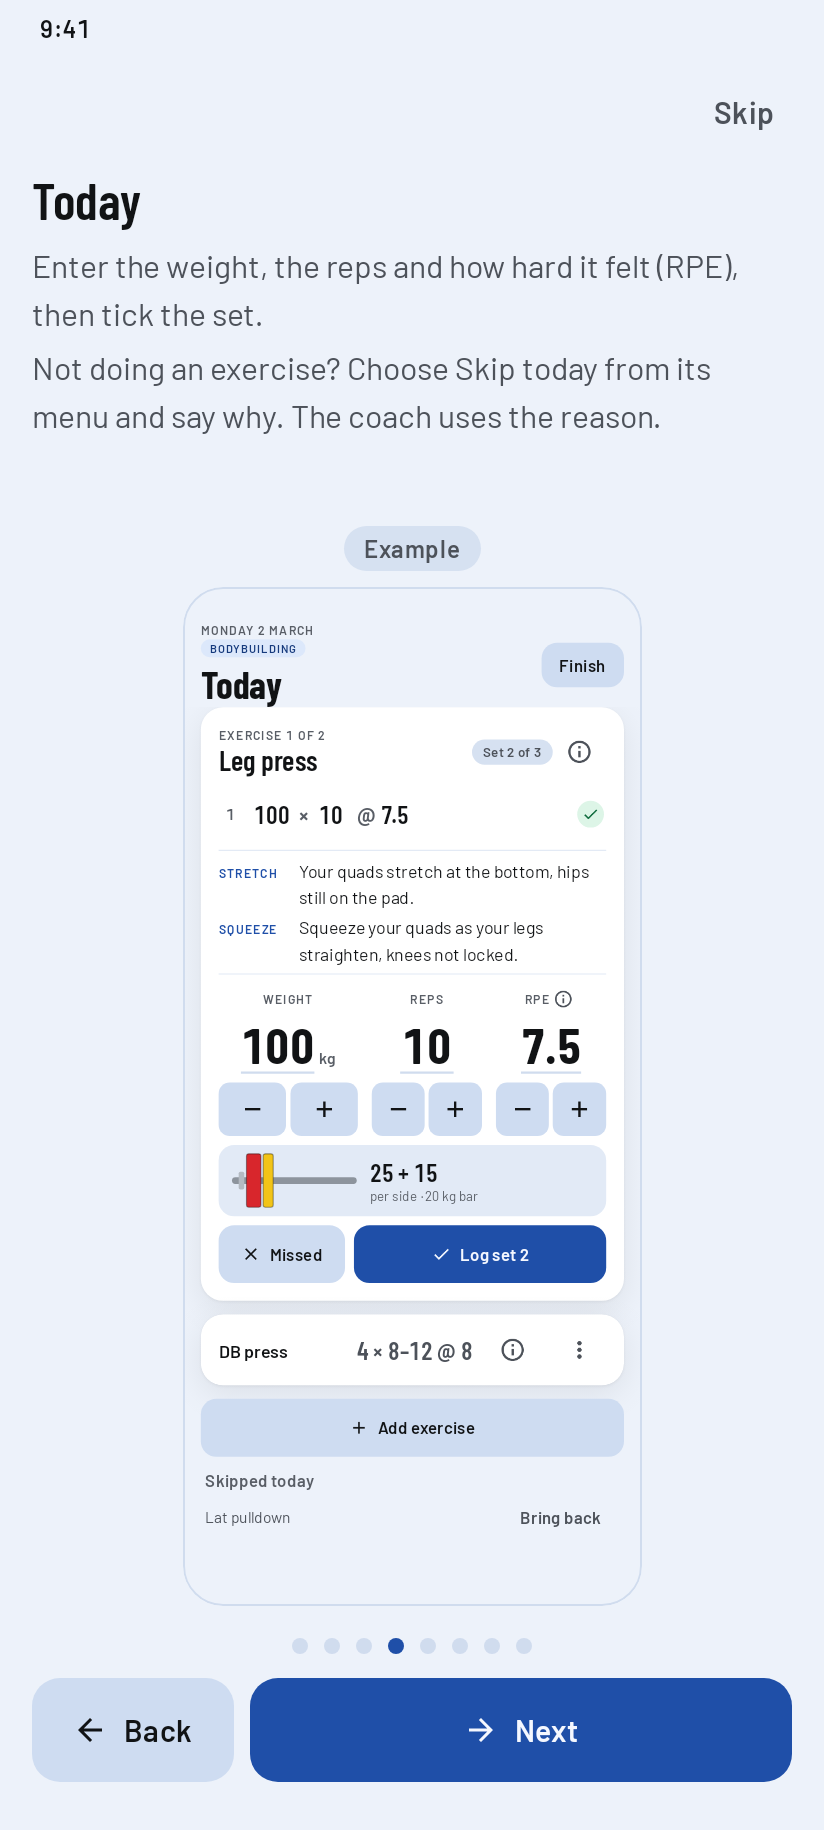 9:41
Skip
Today
Enter the weight, the reps and how hard it felt (RPE),
then tick the set.
Not doing an exercise? Choose Skip today from its
menu and say why. The coach uses the reason.
Example
MONDAY 2 MARCH
BODYBUILDING
Today
Finish
EXERCISE 1 OF 2
Leg press
Set 2 of 3
1 100 × 10 @ 7.5
STRETCH Your quads stretch at the bottom, hips
still on the pad.
SQUEEZE Squeeze your quads as your legs
straighten, knees not locked.
WEIGHT REPS RPE
100 kg 10 7.5
25 + 15
per side · 20 kg bar
Missed Log set 2
DB press 4 × 8–12 @ 8
Add exercise
Skipped today
Lat pulldown Bring back
Back Next